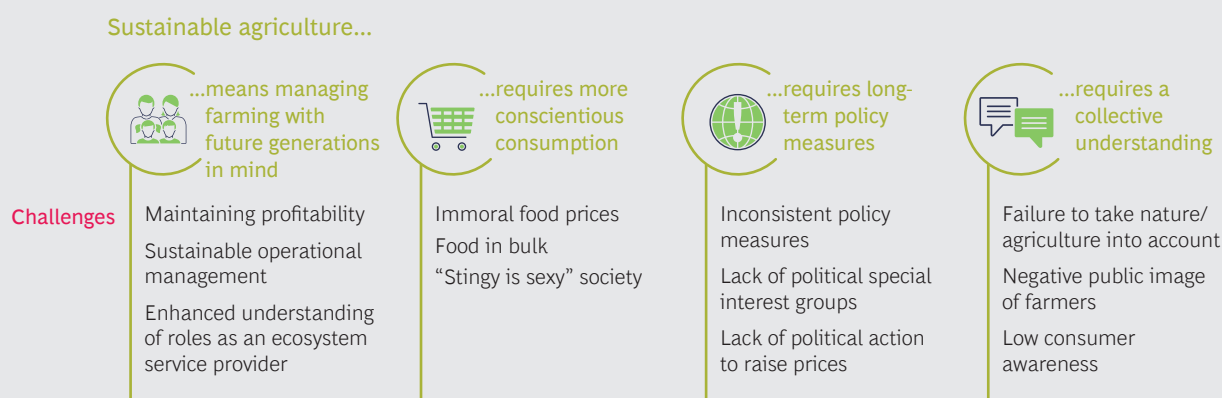 Sustainable agriculture...
...means managing
farming with
future generations
in mind
...requires more
conscientious
consumption
...requires long-
term policy
measures
...requires a
collective
understanding
Challenges
Maintaining profitability
Sustainable operational
management
Enhanced understanding
of roles as an ecosystem
service provider
Immoral food prices
Food in bulk
“Stingy is sexy” society
Inconsistent policy
measures
Lack of political special
interest groups
Lack of political action
to raise prices
Failure to take nature/
agriculture into account
Negative public image
of farmers
Low consumer
awareness